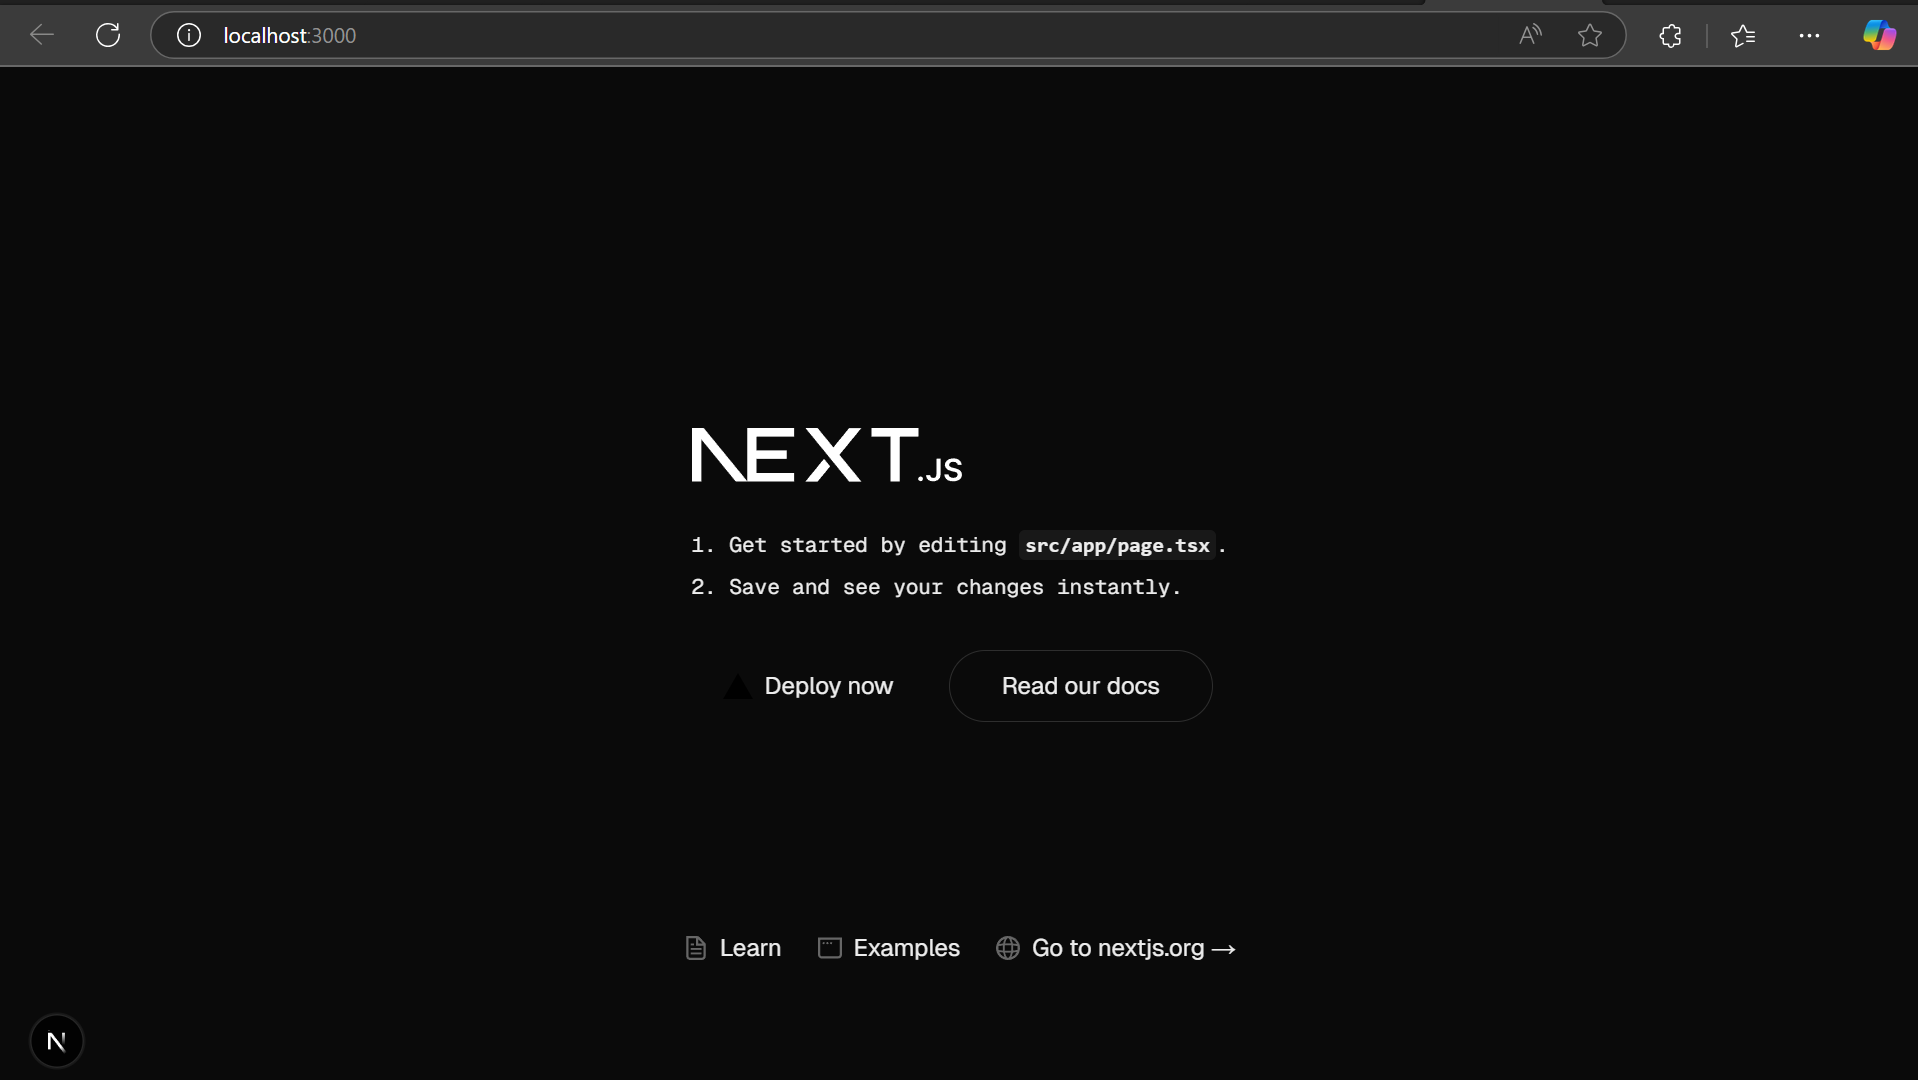 localhost:3000
NEXT.JS
1. Get started by editing src/app/page.tsx.
2. Save and see your changes instantly.
Deploy now
Read our docs
Learn
Examples
Go to nextjs.org →
N